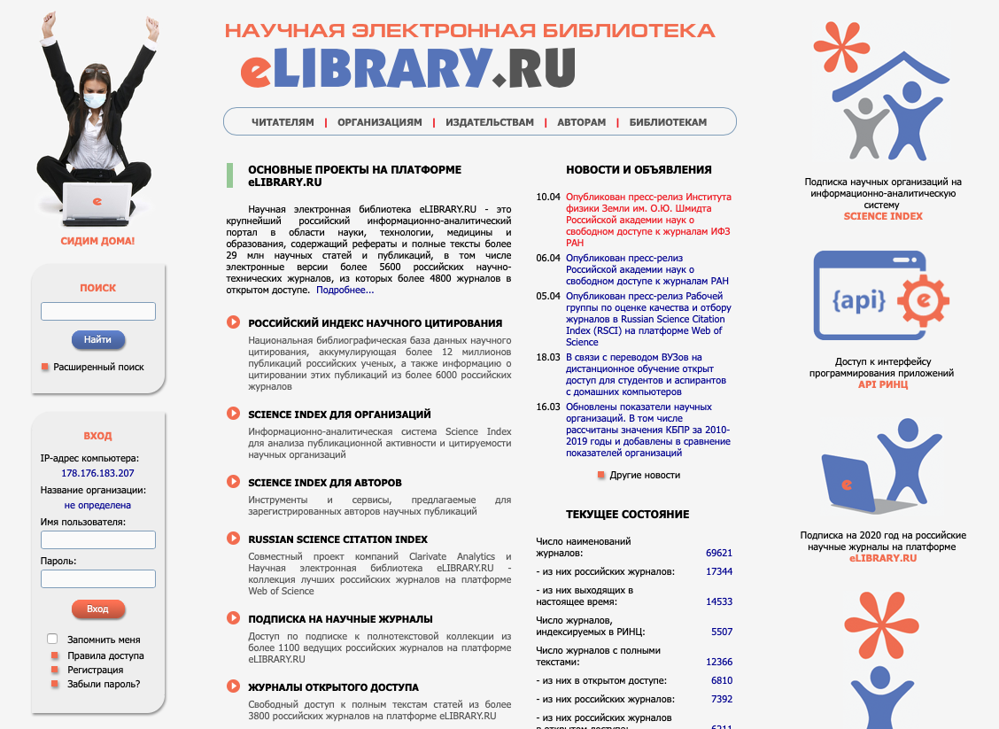 НАУЧНАЯ ЭЛЕКТРОННАЯ БИБЛИОТЕКА
eLIBRARY.RU
ЧИТАТЕЛЯМ | ОРГАНИЗАЦИЯМ | ИЗДАТЕЛЬСТВАМ | АВТОРАМ | БИБЛИОТЕКАМ
e
СИДИМ ДОМА!
ПОИСК
Найти
Расширенный поиск
ВХОД
IP-адрес компьютера:
178.176.183.207
Название организации:
не определена
Имя пользователя:
Пароль:
Вход
Запомнить меня
Правила доступа
Регистрация
Забыли пароль?
ОСНОВНЫЕ ПРОЕКТЫ НА ПЛАТФОРМЕ
eLIBRARY.RU
Научная электронная библиотека eLIBRARY.RU - это
крупнейший российский информационно-аналитический
портал в области науки, технологии, медицины и
образования, содержащий рефераты и полные тексты более
29 млн научных статей и публикаций, в том числе
электронные версии более 5600 российских научно-
технических журналов, из которых более 4800 журналов в
открытом доступе. Подробнее...
РОССИЙСКИЙ ИНДЕКС НАУЧНОГО ЦИТИРОВАНИЯ
Национальная библиографическая база данных научного
цитирования, аккумулирующая более 12 миллионов
публикаций российских ученых, а также информацию о
цитировании этих публикаций из более 6000 российских
журналов
SCIENCE INDEX ДЛЯ ОРГАНИЗАЦИЙ
Информационно-аналитическая система Science Index
для анализа публикационной активности и цитируемости
научных организаций
SCIENCE INDEX ДЛЯ АВТОРОВ
Инструменты и сервисы, предлагаемые для
зарегистрированных авторов научных публикаций
RUSSIAN SCIENCE CITATION INDEX
Совместный проект компаний Clarivate Analytics и
Научная электронная библиотека eLIBRARY.RU -
коллекция лучших российских журналов на платформе
Web of Science
ПОДПИСКА НА НАУЧНЫЕ ЖУРНАЛЫ
Доступ по подписке к полнотекстовой коллекции из
более 1100 ведущих российских журналов на платформе
eLIBRARY.RU
ЖУРНАЛЫ ОТКРЫТОГО ДОСТУПА
Свободный доступ к полным текстам статей из более
3800 российских журналов на платформе eLIBRARY.RU
НОВОСТИ И ОБЪЯВЛЕНИЯ
10.04 Опубликован пресс-релиз Института
физики Земли им. О.Ю. Шмидта
Российской академии наук о
свободном доступе к журналам ИФЗ
РАН
06.04 Опубликован пресс-релиз
Российской академии наук о
свободном доступе к журналам РАН
05.04 Опубликован пресс-релиз Рабочей
группы по оценке качества и отбору
журналов в Russian Science Citation
Index (RSCI) на платформе Web of
Science
18.03 В связи с переводом ВУЗов на
дистанционное обучение открыт
доступ для студентов и аспирантов
с домашних компьютеров
16.03 Обновлены показатели научных
организаций. В том числе
рассчитаны значения КБПР за 2010-
2019 годы и добавлены в сравнение
показателей организаций
Другие новости
ТЕКУЩЕЕ СОСТОЯНИЕ
Число наименований
журналов: 69621
- из них российских журналов: 17344
- из них выходящих в
настоящее время: 14533
Число журналов,
индексируемых в РИНЦ: 5507
Число журналов с полными
текстами: 12366
- из них в открытом доступе: 6810
- из них российских журналов: 7392
- из них российских журналов
в открытом доступе: 6211
Подписка научных организаций на
информационно-аналитическую
систему
SCIENCE INDEX
{api} e
Доступ к интерфейсу
программирования приложений
API РИНЦ
e
Подписка на 2020 год на российские
научные журналы на платформе
eLIBRARY.RU